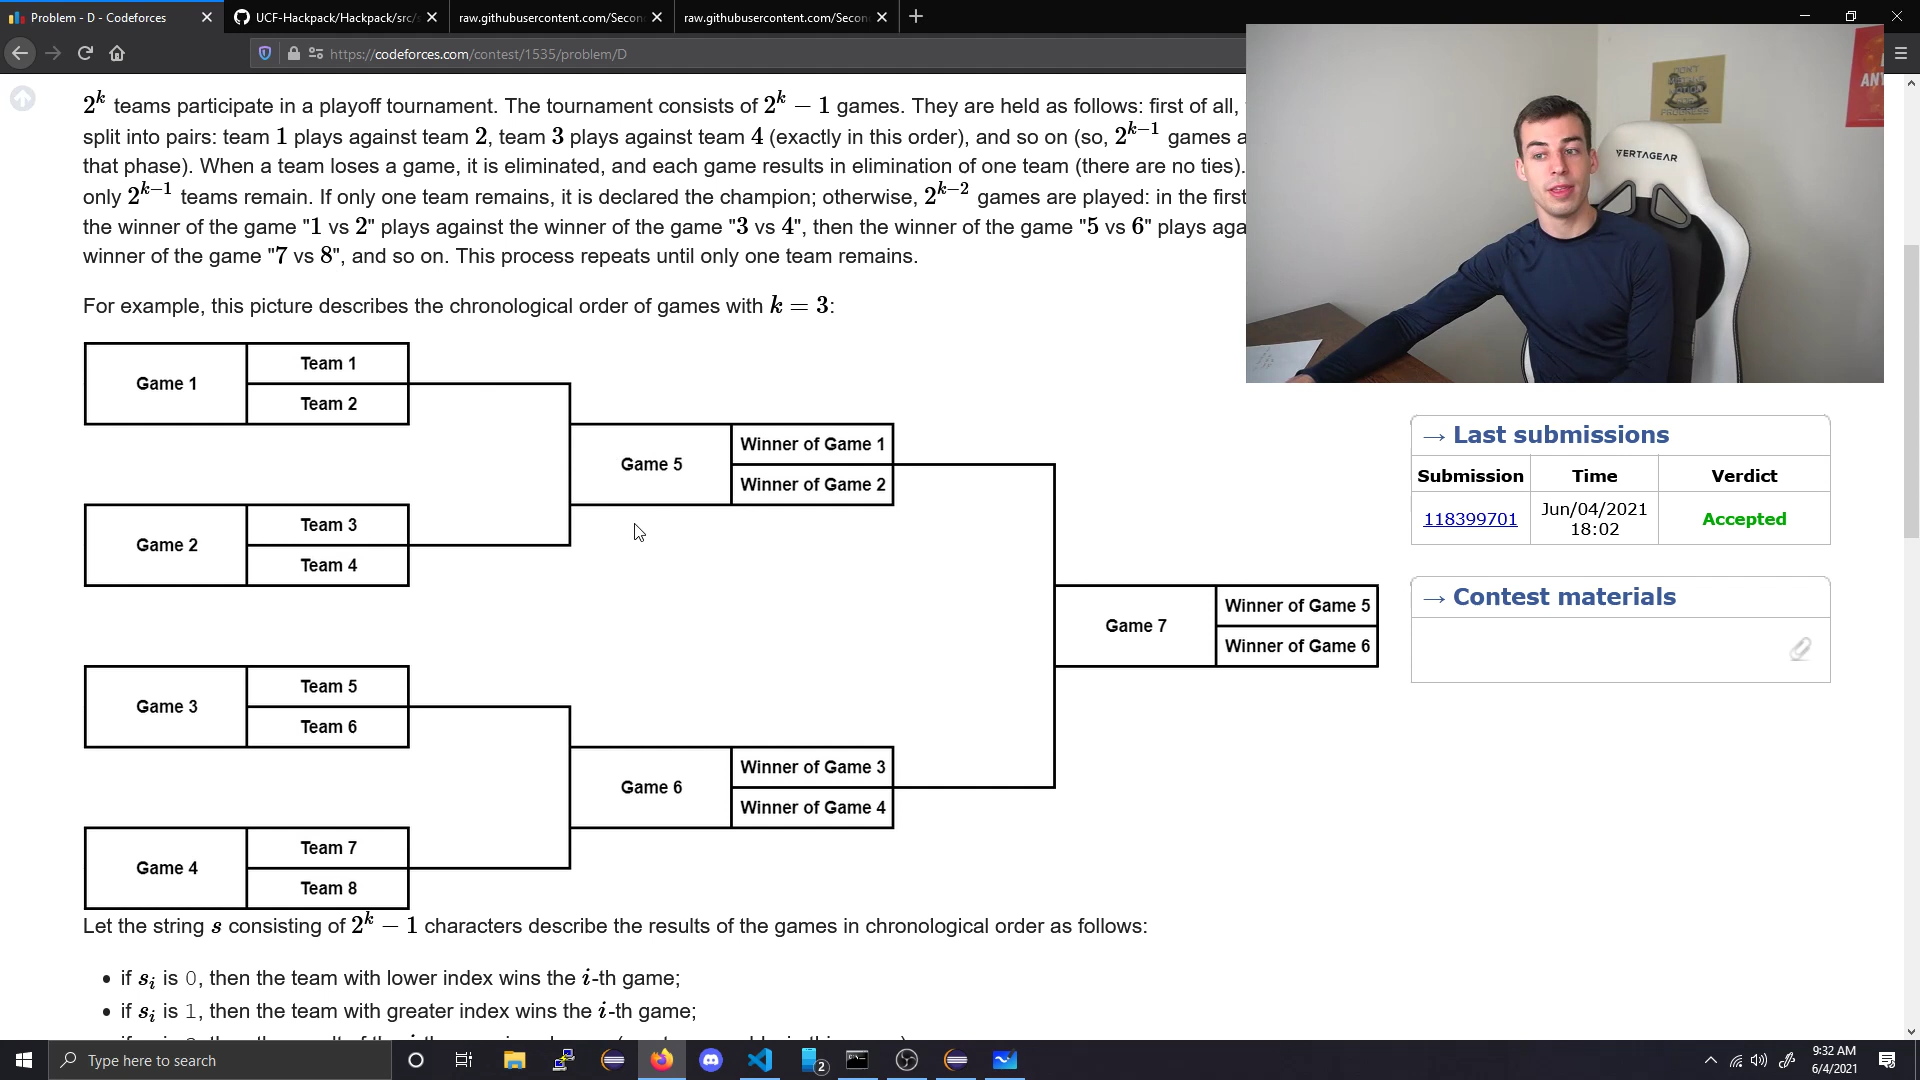 Problem - D - Codeforces
UCF-Hackpack/Hackpack/src/
raw.githubusercontent.com/Secon
raw.githubusercontent.com/Secon
https://codeforces.com/contest/1535/problem/D
2^k teams participate in a playoff tournament. The tournament consists of 2^k − 1 games. They are held as follows: first of all,
split into pairs: team 1 plays against team 2, team 3 plays against team 4 (exactly in this order), and so on (so, 2^{k−1} games a
that phase). When a team loses a game, it is eliminated, and each game results in elimination of one team (there are no ties).
only 2^{k−1} teams remain. If only one team remains, it is declared the champion; otherwise, 2^{k−2} games are played: in the first
the winner of the game "1 vs 2" plays against the winner of the game "3 vs 4", then the winner of the game "5 vs 6" plays aga
winner of the game "7 vs 8", and so on. This process repeats until only one team remains.
For example, this picture describes the chronological order of games with k = 3:
Game 1
Team 1
Team 2
Game 2
Team 3
Team 4
Game 3
Team 5
Team 6
Game 4
Team 7
Team 8
Game 5
Winner of Game 1
Winner of Game 2
Game 6
Winner of Game 3
Winner of Game 4
Game 7
Winner of Game 5
Winner of Game 6
Let the string s consisting of 2^k − 1 characters describe the results of the games in chronological order as follows:
• if s_i is 0, then the team with lower index wins the i-th game;
• if s_i is 1, then the team with greater index wins the i-th game;
VERTAGEAR
→ Last submissions
Submission Time Verdict
118399701 Jun/04/2021 18:02 Accepted
→ Contest materials
Type here to search
2
9:32 AM
6/4/2021